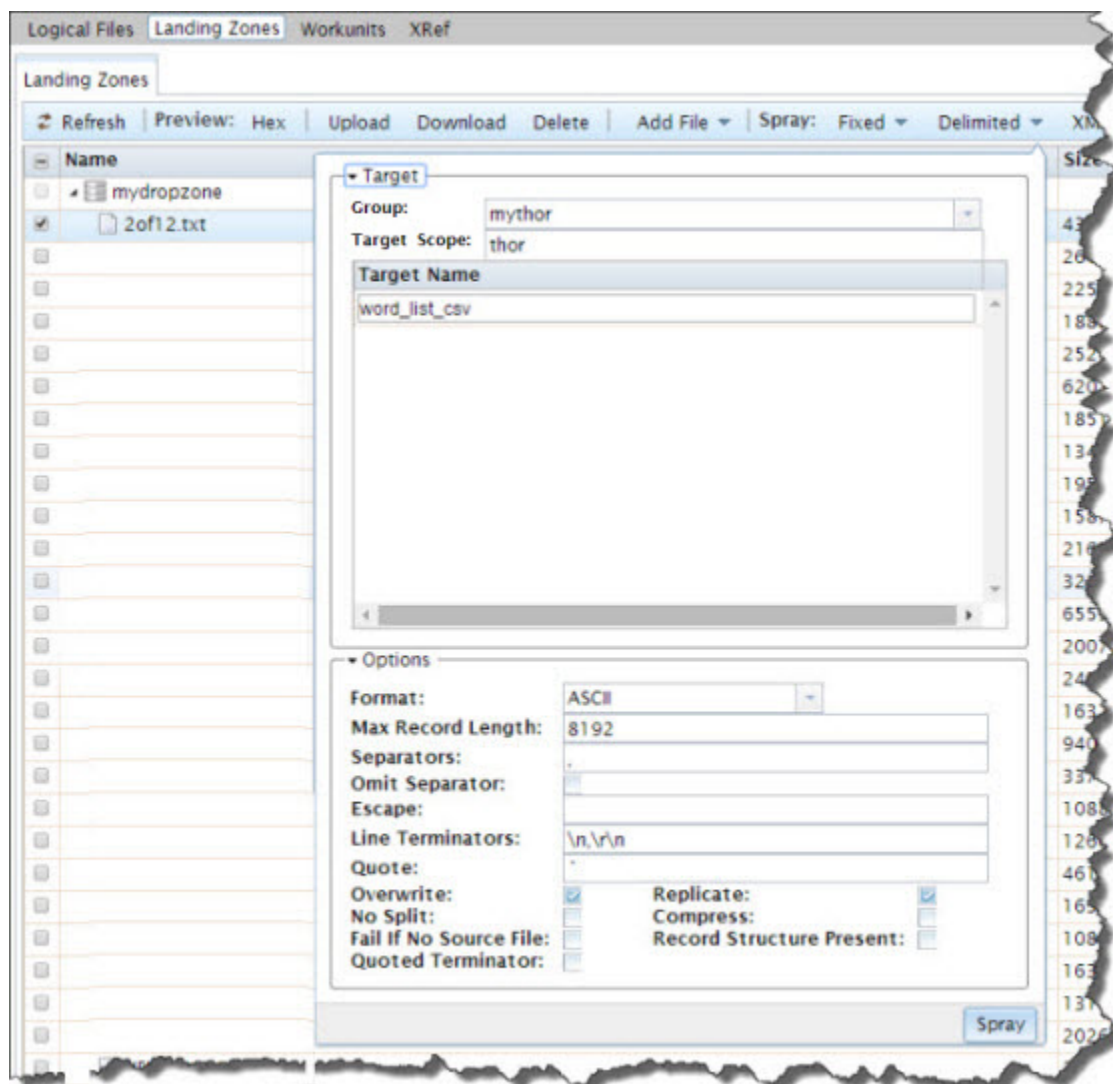 Logical Files Landing Zones Workunits XRef
Landing Zones
Refresh Preview: Hex Upload Download Delete Add File Spray: Fixed Delimited
Name
mydropzone
2of12.txt
Target
Group: mythor
Target Scope: thor
Target Name
word_list_csv
Options
Format: ASCII
Max Record Length: 8192
Separators: ,
Omit Separator:
Escape:
Line Terminators: \n,\r\n
Quote: '
Overwrite: Replicate:
No Split: Compress:
Fail If No Source File: Record Structure Present:
Quoted Terminator:
Spray